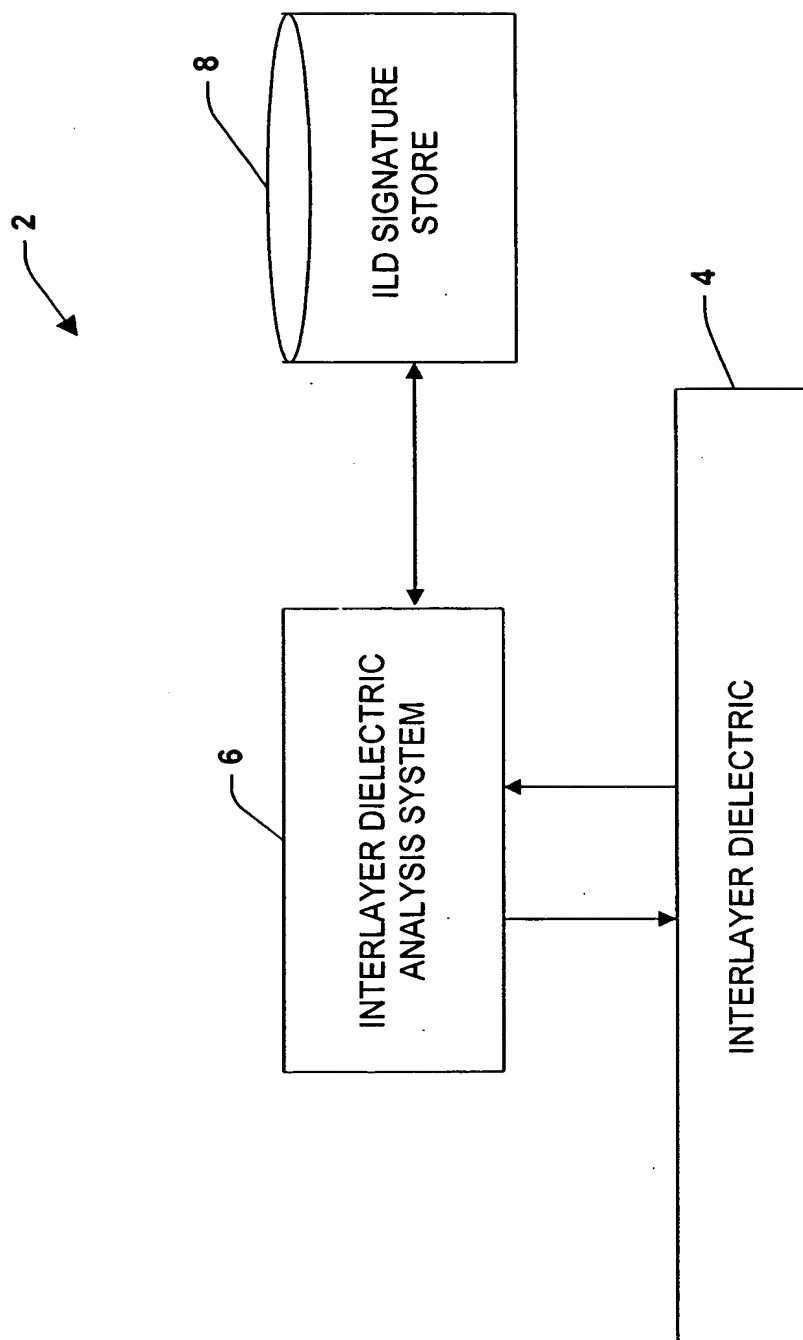 2
8
ILD SIGNATURE
STORE
6
INTERLAYER DIELECTRIC
ANALYSIS SYSTEM
4
INTERLAYER DIELECTRIC